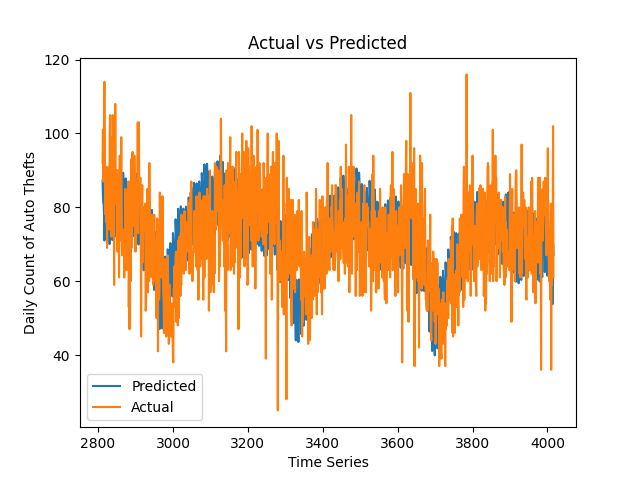 Actual vs Predicted
120
100
80
60
40
Daily Count of Auto Thefts
Predicted
Actual
2800 3000 3200 3400 3600 3800 4000
Time Series